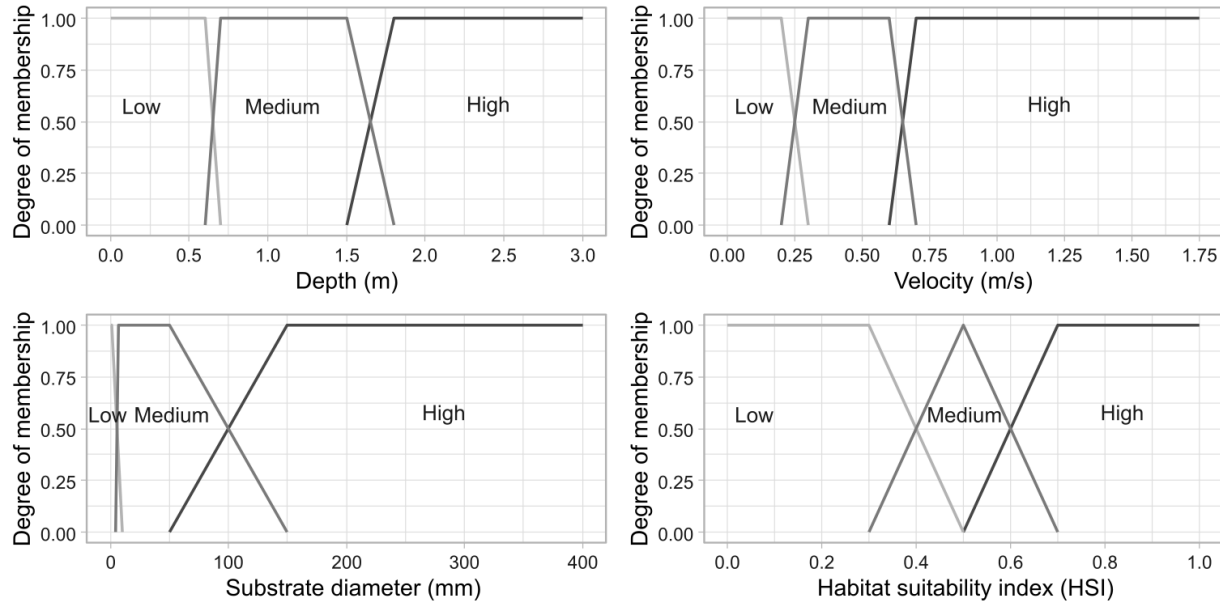 Degree of membership
1.00
0.75
0.50
0.25
0.00
Low
Medium
High
0.0 0.5 1.0 1.5 2.0 2.5 3.0
Depth (m)
Degree of membership
1.00
0.75
0.50
0.25
0.00
Low
Medium
High
0.00 0.25 0.50 0.75 1.00 1.25 1.50 1.75
Velocity (m/s)
Degree of membership
1.00
0.75
0.50
0.25
0.00
Low
Medium
High
0 100 200 300 400
Substrate diameter (mm)
Degree of membership
1.00
0.75
0.50
0.25
0.00
Low
Medium
High
0.0 0.2 0.4 0.6 0.8 1.0
Habitat suitability index (HSI)